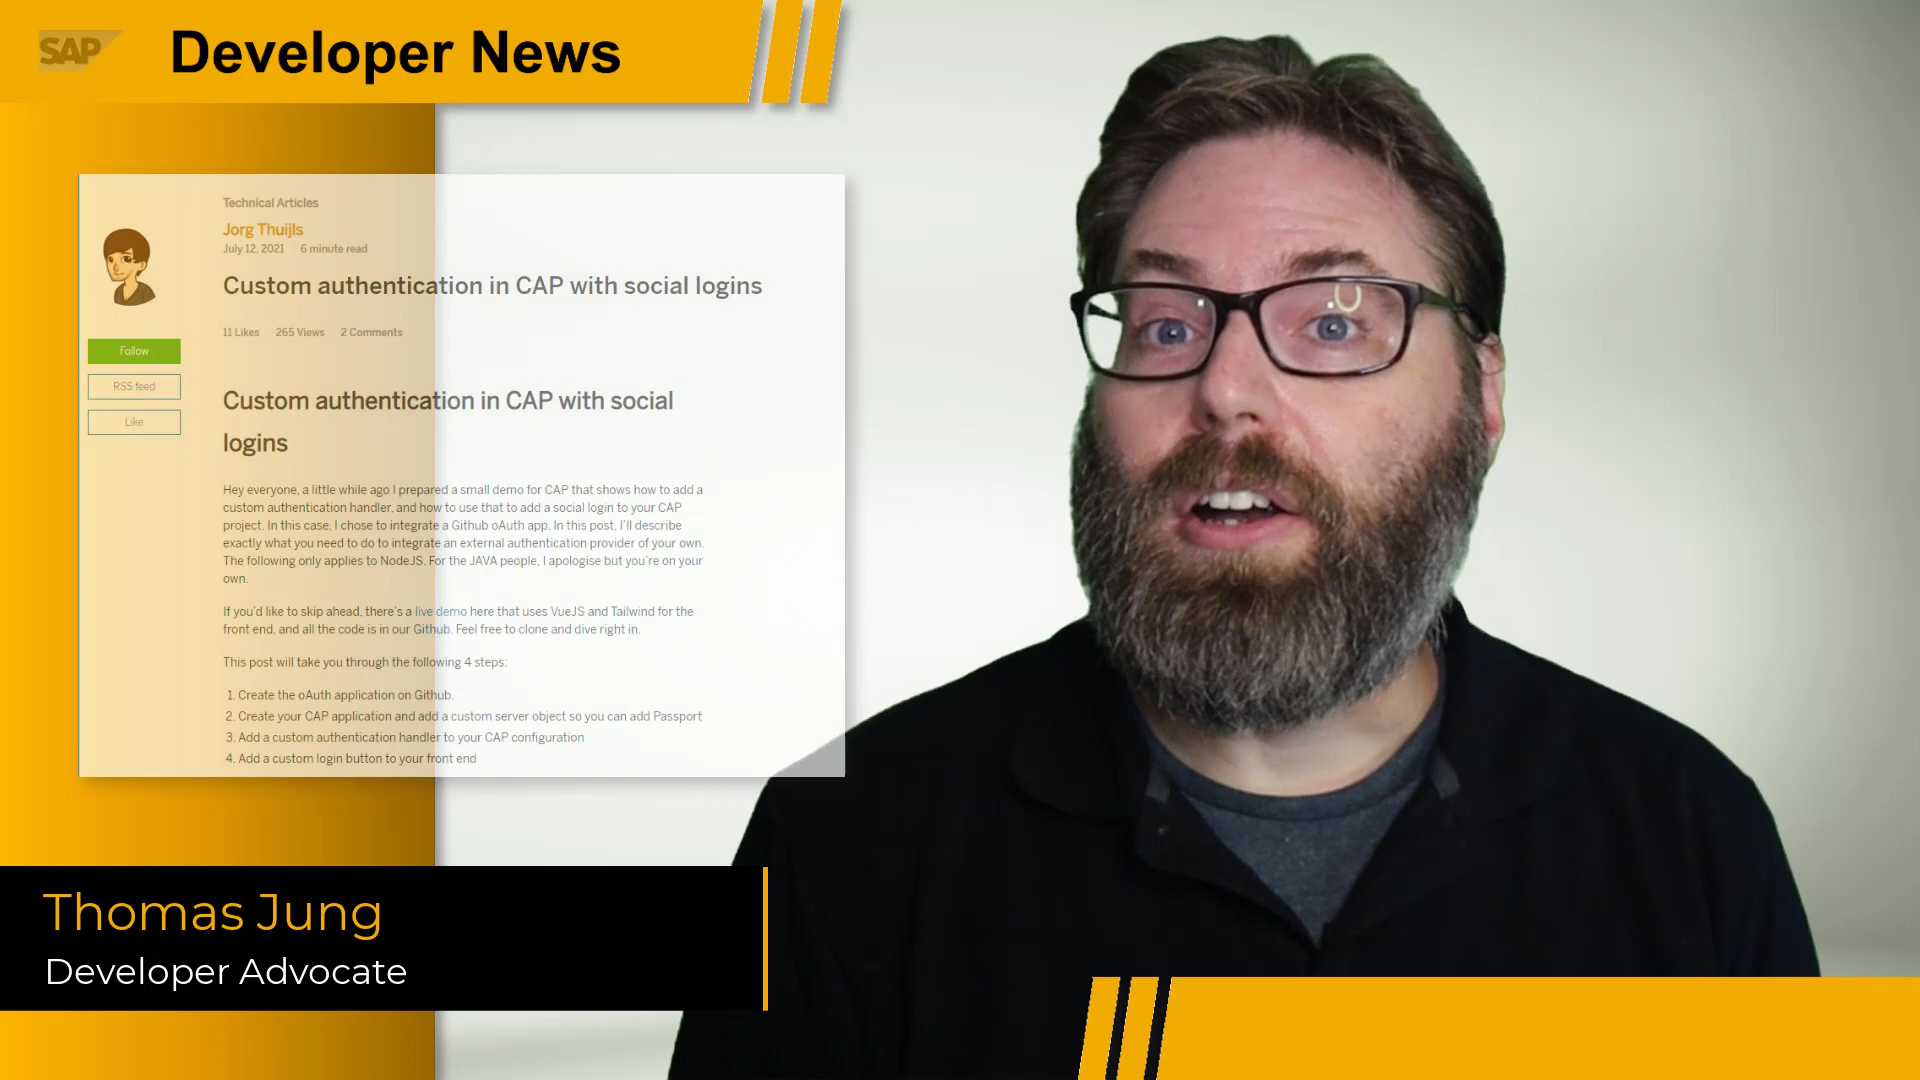 SAP
Developer News
Technical Articles
Jorg Thuijls
July 12, 2021 6 minute read
Custom authentication in CAP with social logins
11 Likes 265 Views 2 Comments
Follow
RSS feed
Like
Custom authentication in CAP with social
logins
Hey everyone, a little while ago I prepared a small demo for CAP that shows how to add a
custom authentication handler, and how to use that to add a social login to your CAP
project. In this case, I chose to integrate a Github oAuth app. In this post, I'll describe
exactly what you need to do to integrate an external authentication provider of your own.
The following only applies to NodeJS. For the JAVA people, I apologise but you're on your
own.
If you'd like to skip ahead, there's a live demo here that uses VueJS and Tailwind for the
front end, and all the code is in our Github. Feel free to clone and dive right in.
This post will take you through the following 4 steps:
1. Create the oAuth application on Github.
2. Create your CAP application and add a custom server object so you can add Passport
3. Add a custom authentication handler to your CAP configuration
4. Add a custom login button to your front end
Thomas Jung
Developer Advocate